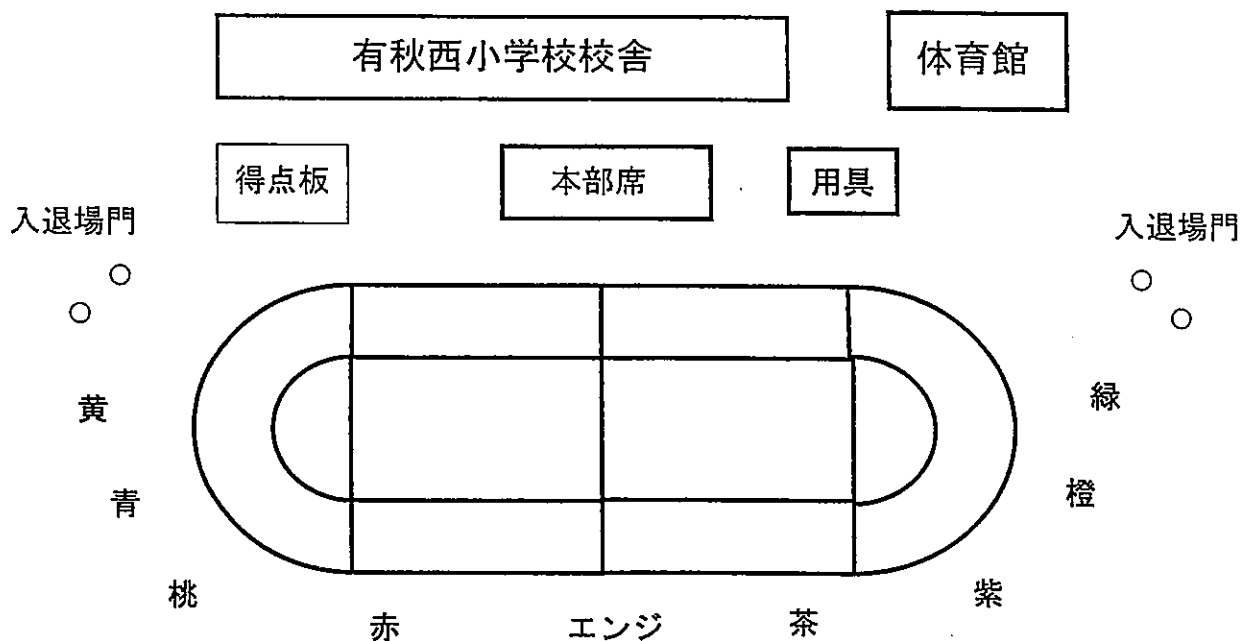 有秋西小学校校舎
体育館
得点板
本部席
用具
入退場門
入退場門
黄
緑
青
橙
桃
紫
赤
エンジ
茶